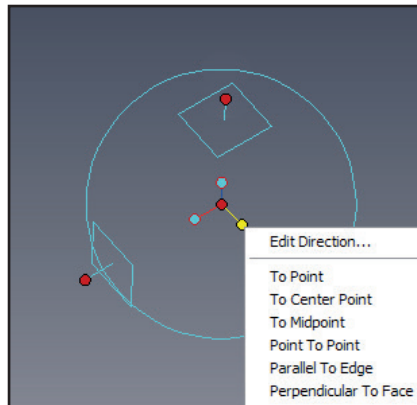 Edit Direction...
To Point
To Center Point
To Midpoint
Point To Point
Parallel To Edge
Perpendicular To Face